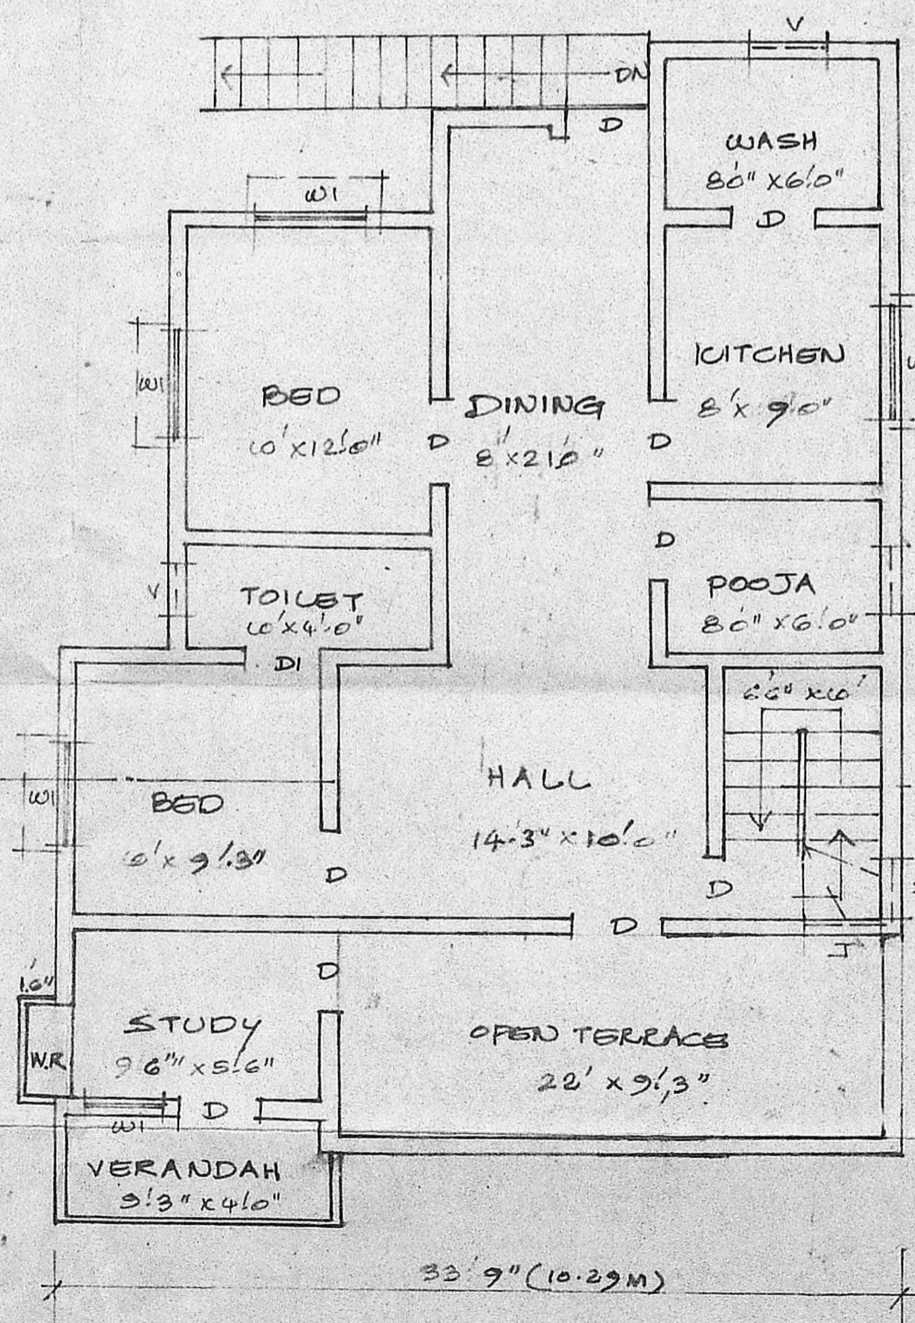 V
DN
D
WASH
8'0" X 6'.0"
W1
D
KITCHEN
8' X 9'.0"
BED
10' X 12'.0"
W1
DINING
8' X 21'.0"
D
D
D
POOJA
8'0" X 6'.0"
V
TOILET
10' X 4'.0"
D1
6'6" X 10'
HALL
14'.3" X 10'.0"
W1
BED
10' X 9'.3"
D
D
D
D
1'.6"
STUDY
9'6" X 5'.6"
W.R.
OPEN TERRACE
22' X 9'.3"
D
W1
VERANDAH
9'.3" X 4'.0"
33'.9" (10.29M)